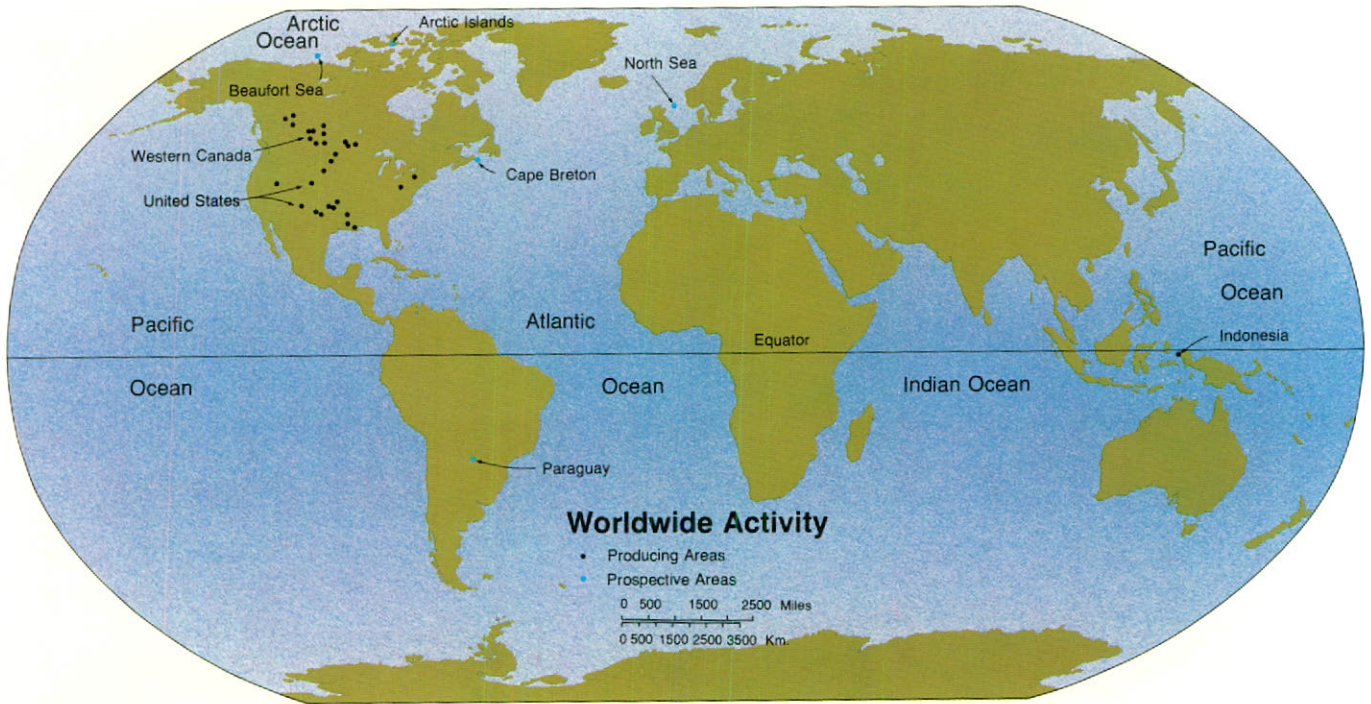 Arctic
Ocean
Arctic Islands
Beaufort Sea
North Sea
Western Canada
Cape Breton
United States
Pacific
Ocean
Pacific
Ocean
Atlantic
Ocean
Equator
Indonesia
Indian Ocean
Paraguay
Worldwide Activity
Producing Areas
Prospective Areas
0 500 1500 2500 Miles
0 500 1500 2500 3500 Km.